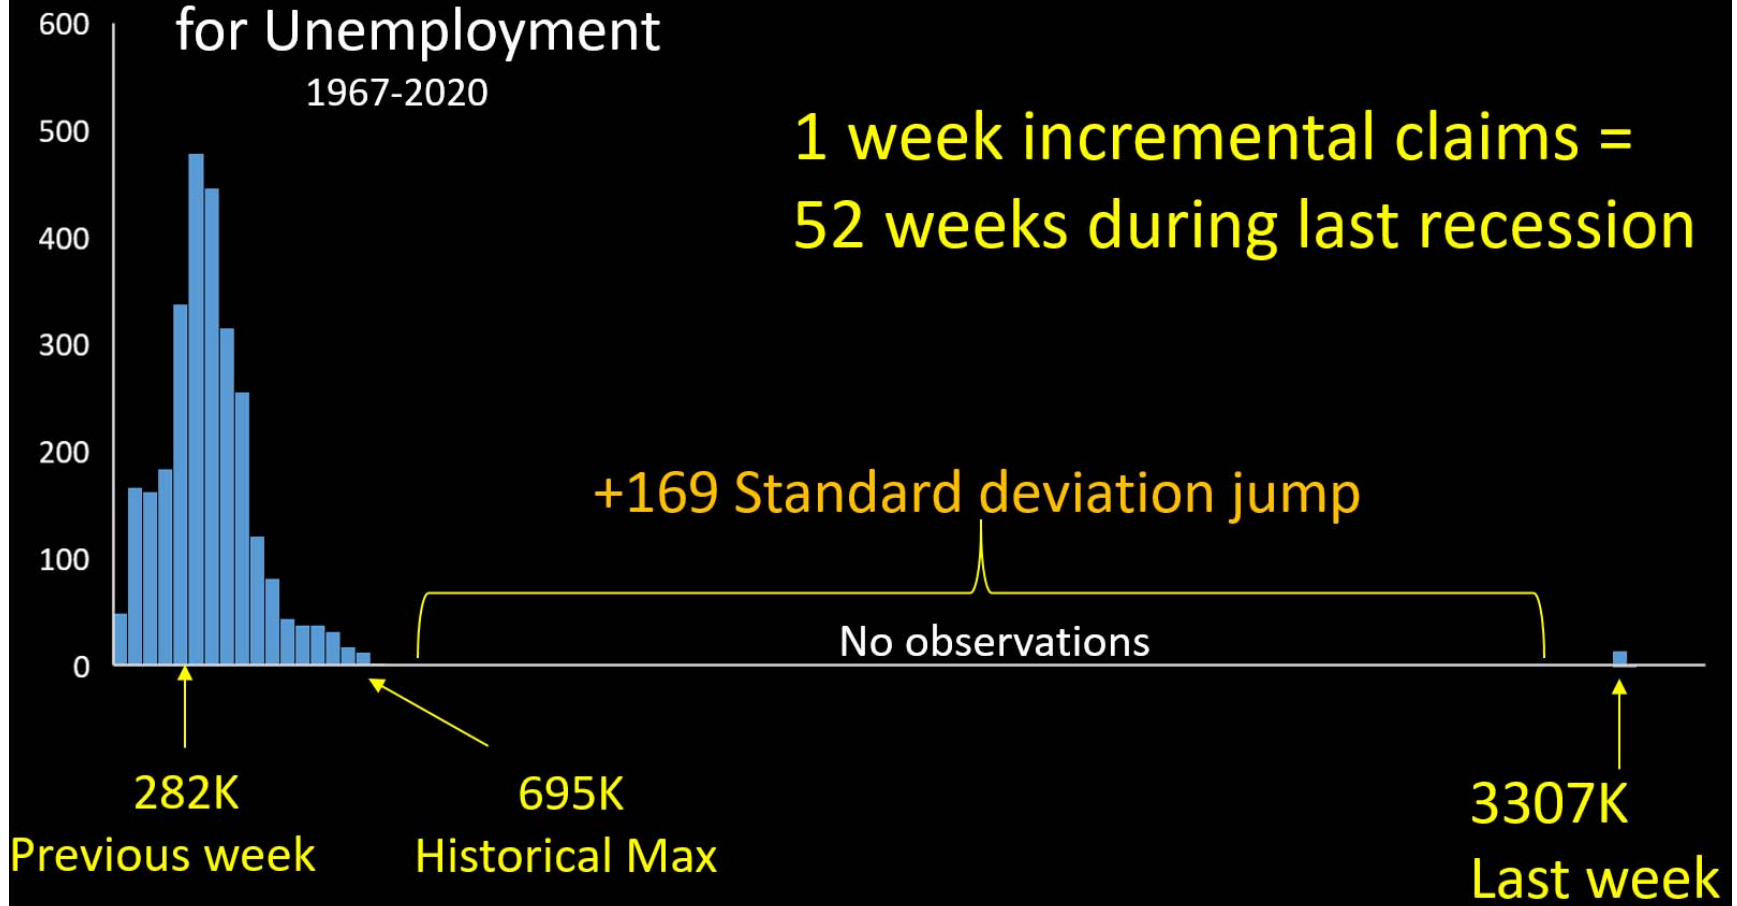 600
for Unemployment
1967-2020
500
1 week incremental claims =
52 weeks during last recession
400
300
200
+169 Standard deviation jump
100
No observations
0
282K
Previous week
695K
Historical Max
3307K
Last week